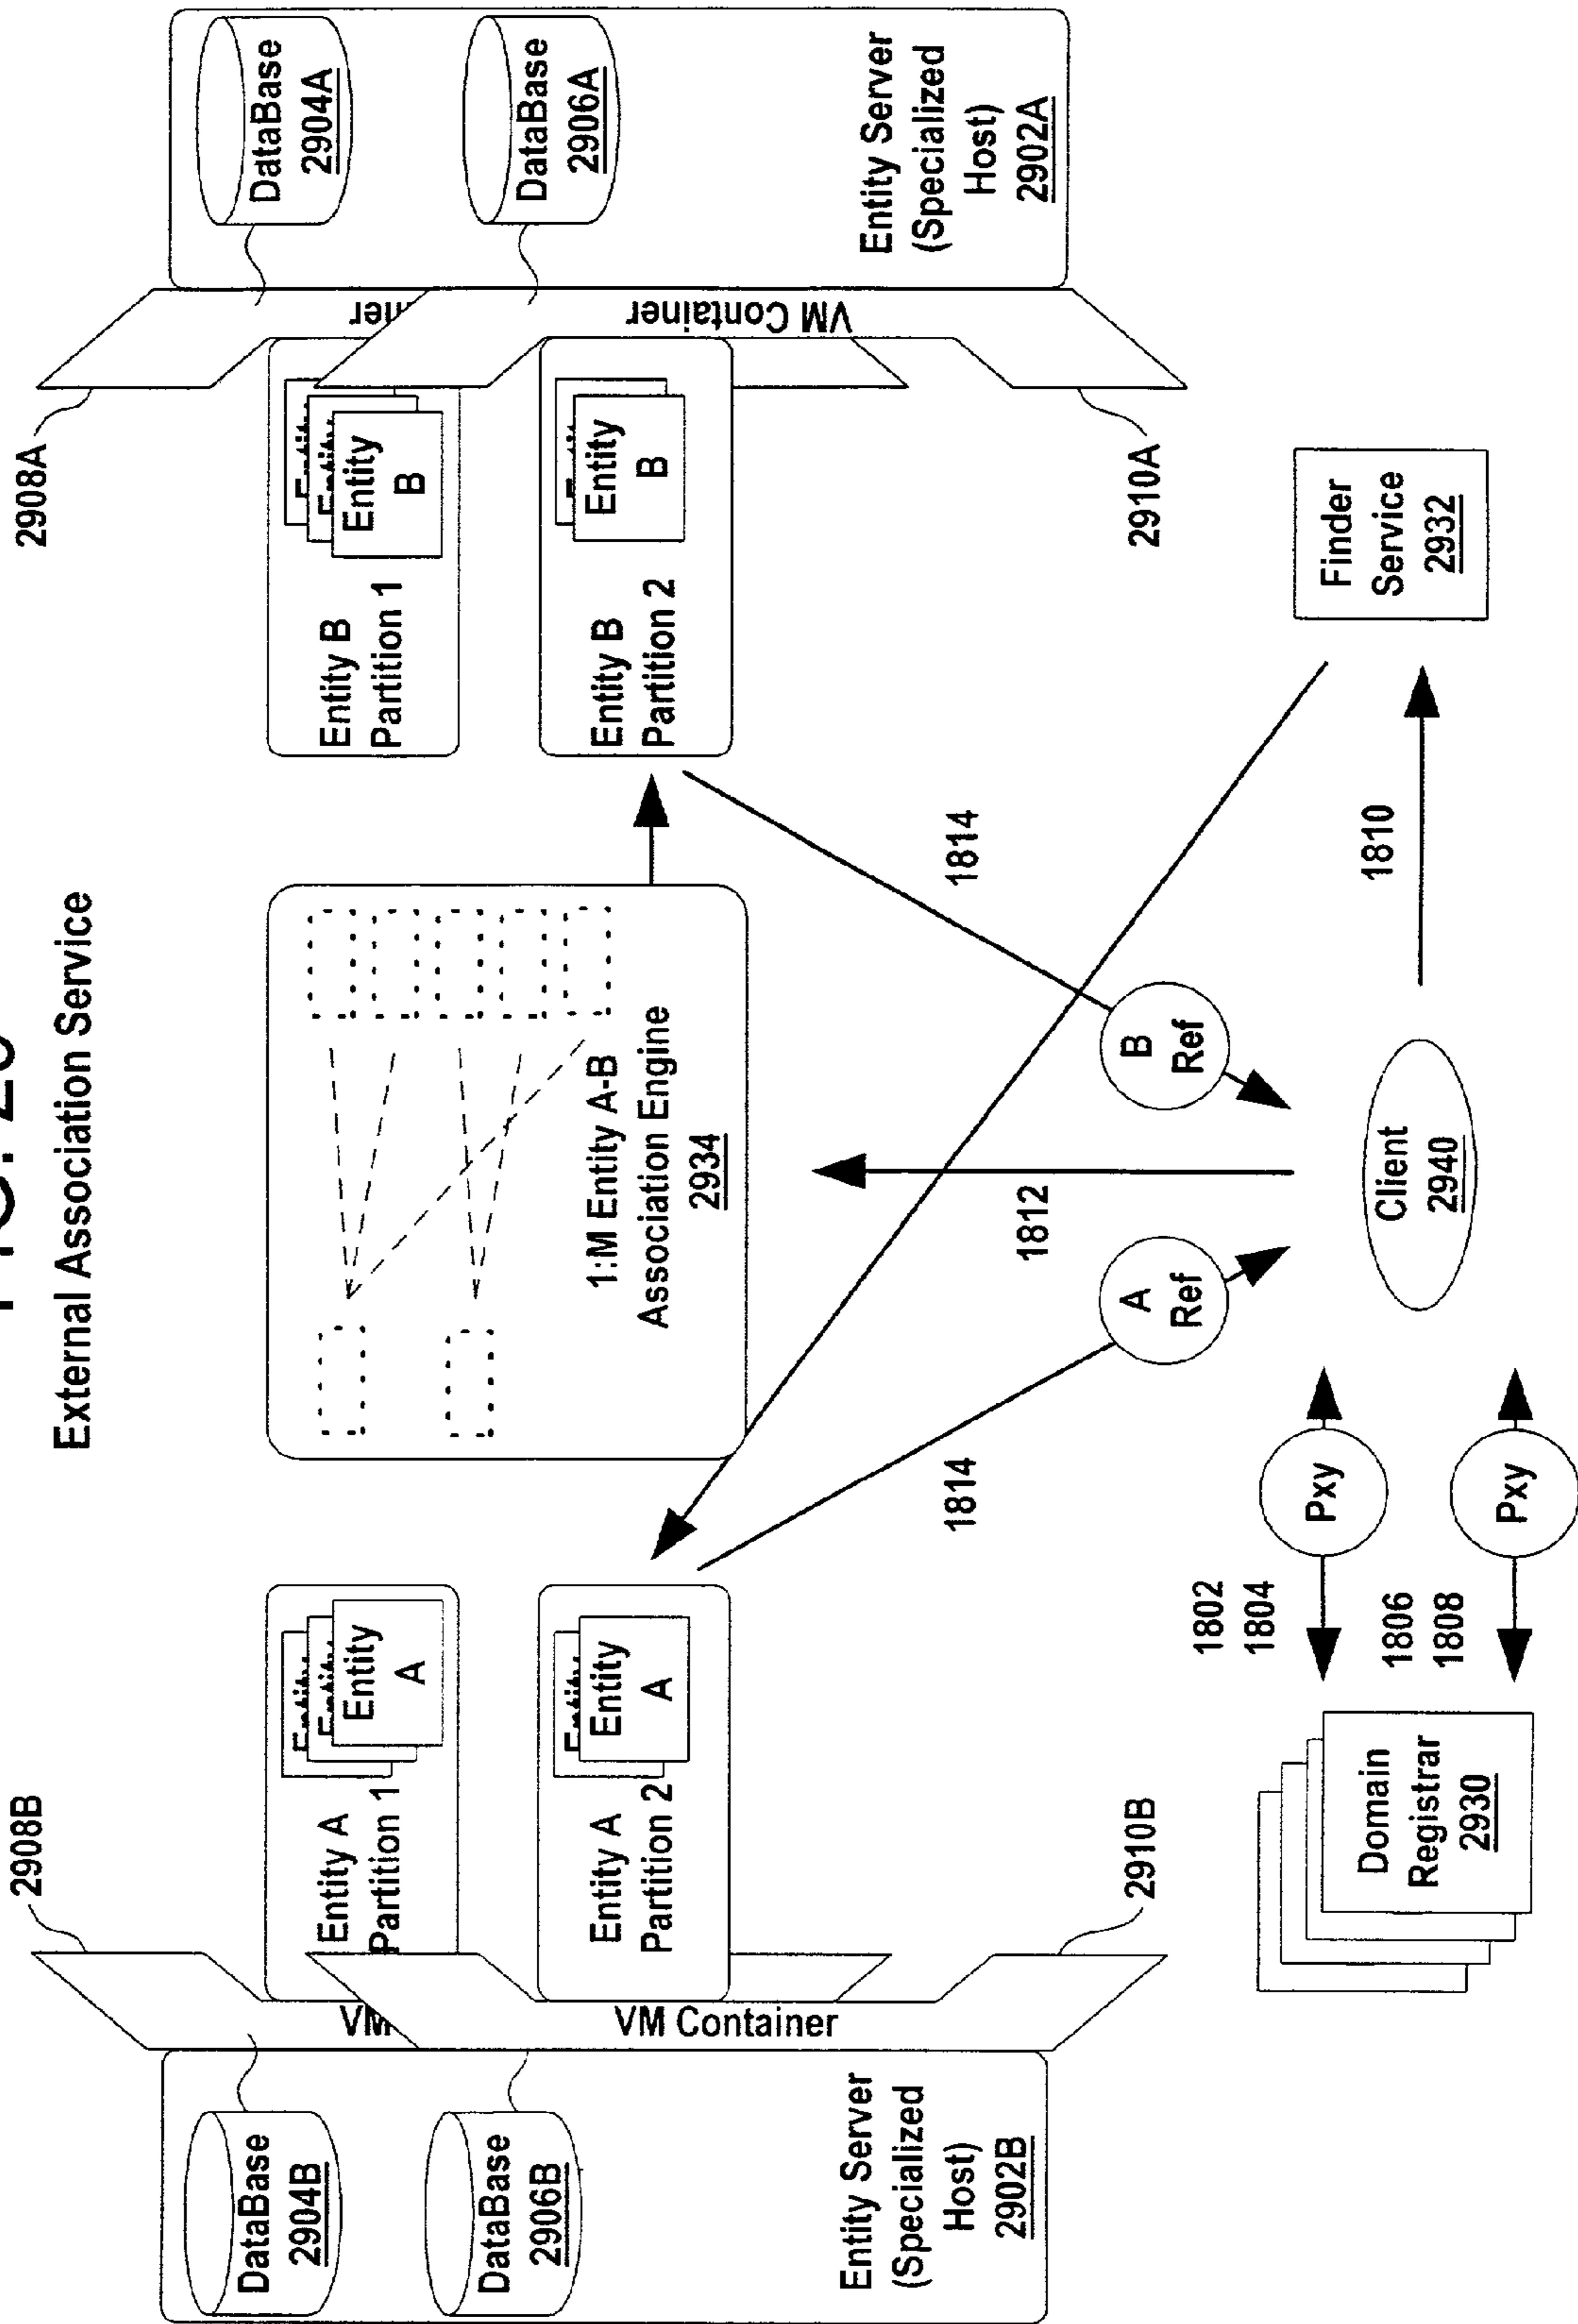 FIG.
External Association Service
2908B
2908A
DataBase
2904B
DataBase
2906B
Entity Server
(Specialized
Host)
2902B
VM
VM Container
Entity A
Partition 1
Entity
A
Entity A
Partition 2
Entity
A
2910B
1:M Entity A-B
Association Engine
2934
Entity B
Partition 1
Entity
B
Entity B
Partition 2
Entity
B
VM Container
DataBase
2904A
DataBase
2906A
Entity Server
(Specialized
Host)
2902A
2910A
1814
1812
1814
A
Ref
B
Ref
1802
1804
Pxy
1806
1808
Pxy
Domain
Registrar
2930
Client
2940
1810
Finder
Service
2932